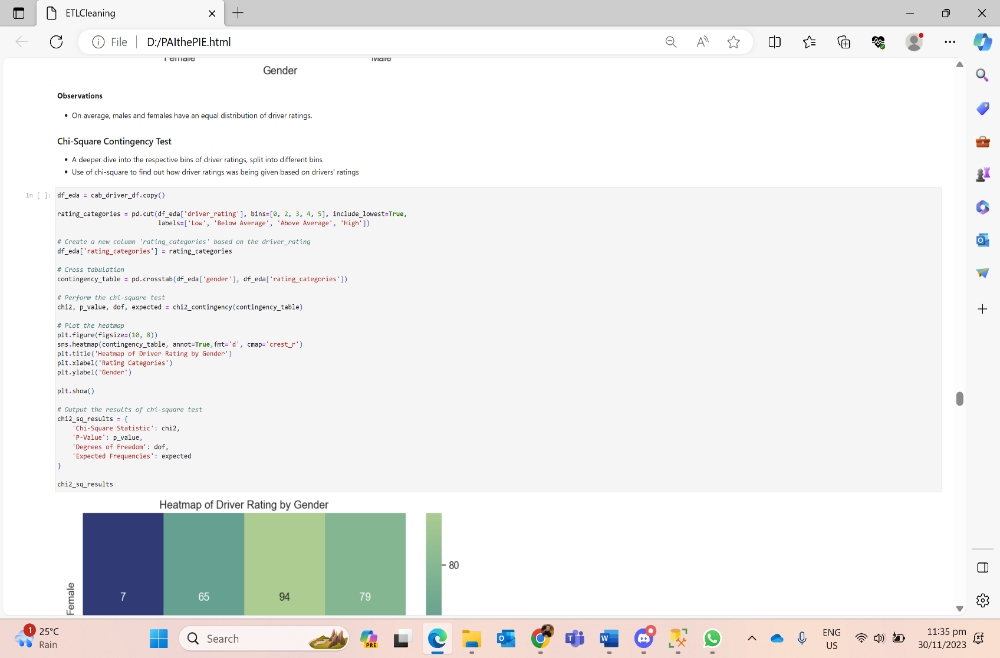 ETLCleaning
File
D:/PAIthePIE.html
Female Male
Gender
Observations
• On average, males and females have an equal distribution of driver ratings.
Chi-Square Contingency Test
• A deeper dive into the respective bins of driver ratings, split into different bins
• Use of chi-square to find out how driver ratings was being given based on drivers' ratings
In [ ]:
df_eda = cab_driver_df.copy()
rating_categories = pd.cut(df_eda['driver_rating'], bins=[0, 2, 3, 4, 5], include_lowest=True,
labels=['Low', 'Below Average', 'Above Average', 'High'])
# Create a new column 'rating_categories' based on the driver_rating
df_eda['rating_categories'] = rating_categories
# Cross tabulation
contingency_table = pd.crosstab(df_eda['gender'], df_eda['rating_categories'])
# Perform the chi-square test
chi2, p_value, dof, expected = chi2_contingency(contingency_table)
# Plot the heatmap
plt.figure(figsize=(10, 8))
sns.heatmap(contingency_table, annot=True,fmt='d', cmap='crest_r')
plt.title('Heatmap of Driver Rating by Gender')
plt.xlabel('Rating Categories')
plt.ylabel('Gender')
plt.show()
# Output the results of chi-square test
chi2_sq_results = {
'Chi-Square Statistic': chi2,
'P-Value': p_value,
'Degrees of Freedom': dof,
'Expected Frequencies': expected
}
chi2_sq_results
Heatmap of Driver Rating by Gender
80
Female
7 65 94 79
1
25°C
Rain
Search
PRE
ENG
US
11:35 pm
30/11/2023